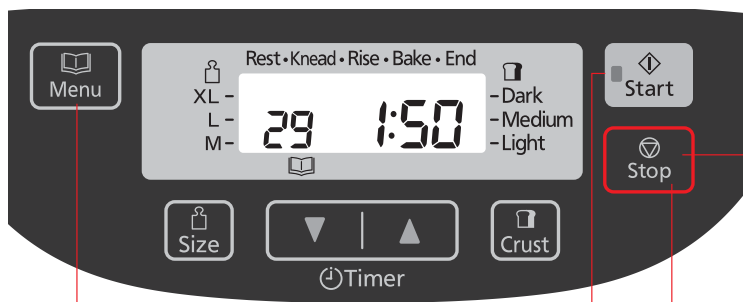 Menu
Rest • Knead • Rise • Bake • End
XL –
L –
M –
29
1:50
– Dark
– Medium
– Light
Start
Stop
Size
Crust
Timer